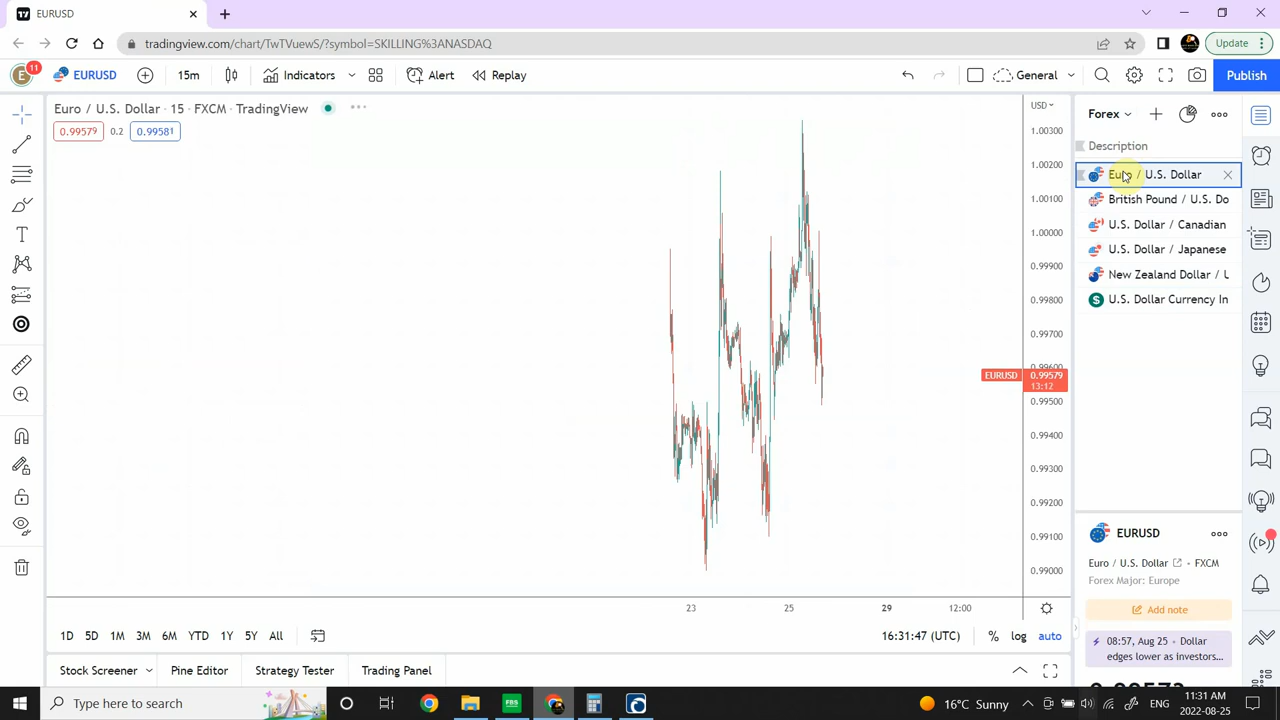 EURUSD
tradingview.com/chart/TwTVuewS/?symbol=SKILLING%3ANASDAQ
Update
E
11
EURUSD
15m
Indicators
Alert
Replay
General
Publish
Euro / U.S. Dollar · 15 · FXCM · TradingView
0.99579
0.2
0.99581
USD
1.00300
1.00200
1.00100
1.00000
0.99900
0.99800
0.99700
0.99600
EURUSD
0.99579
13:12
0.99500
0.99400
0.99300
0.99200
0.99100
0.99000
23
25
29
12:00
Forex
Description
Euro / U.S. Dollar
British Pound / U.S. Do
U.S. Dollar / Canadian
U.S. Dollar / Japanese
New Zealand Dollar / U
$
U.S. Dollar Currency In
EURUSD
Euro / U.S. Dollar · FXCM
Forex Major: Europe
Add note
08:57, Aug 25 · Dollar
edges lower as investors...
1D 5D 1M 3M 6M YTD 1Y 5Y All
16:31:47 (UTC)
% log auto
Stock Screener
Pine Editor
Strategy Tester
Trading Panel
Type here to search
FBS
16°C Sunny
ENG
11:31 AM
2022-08-25